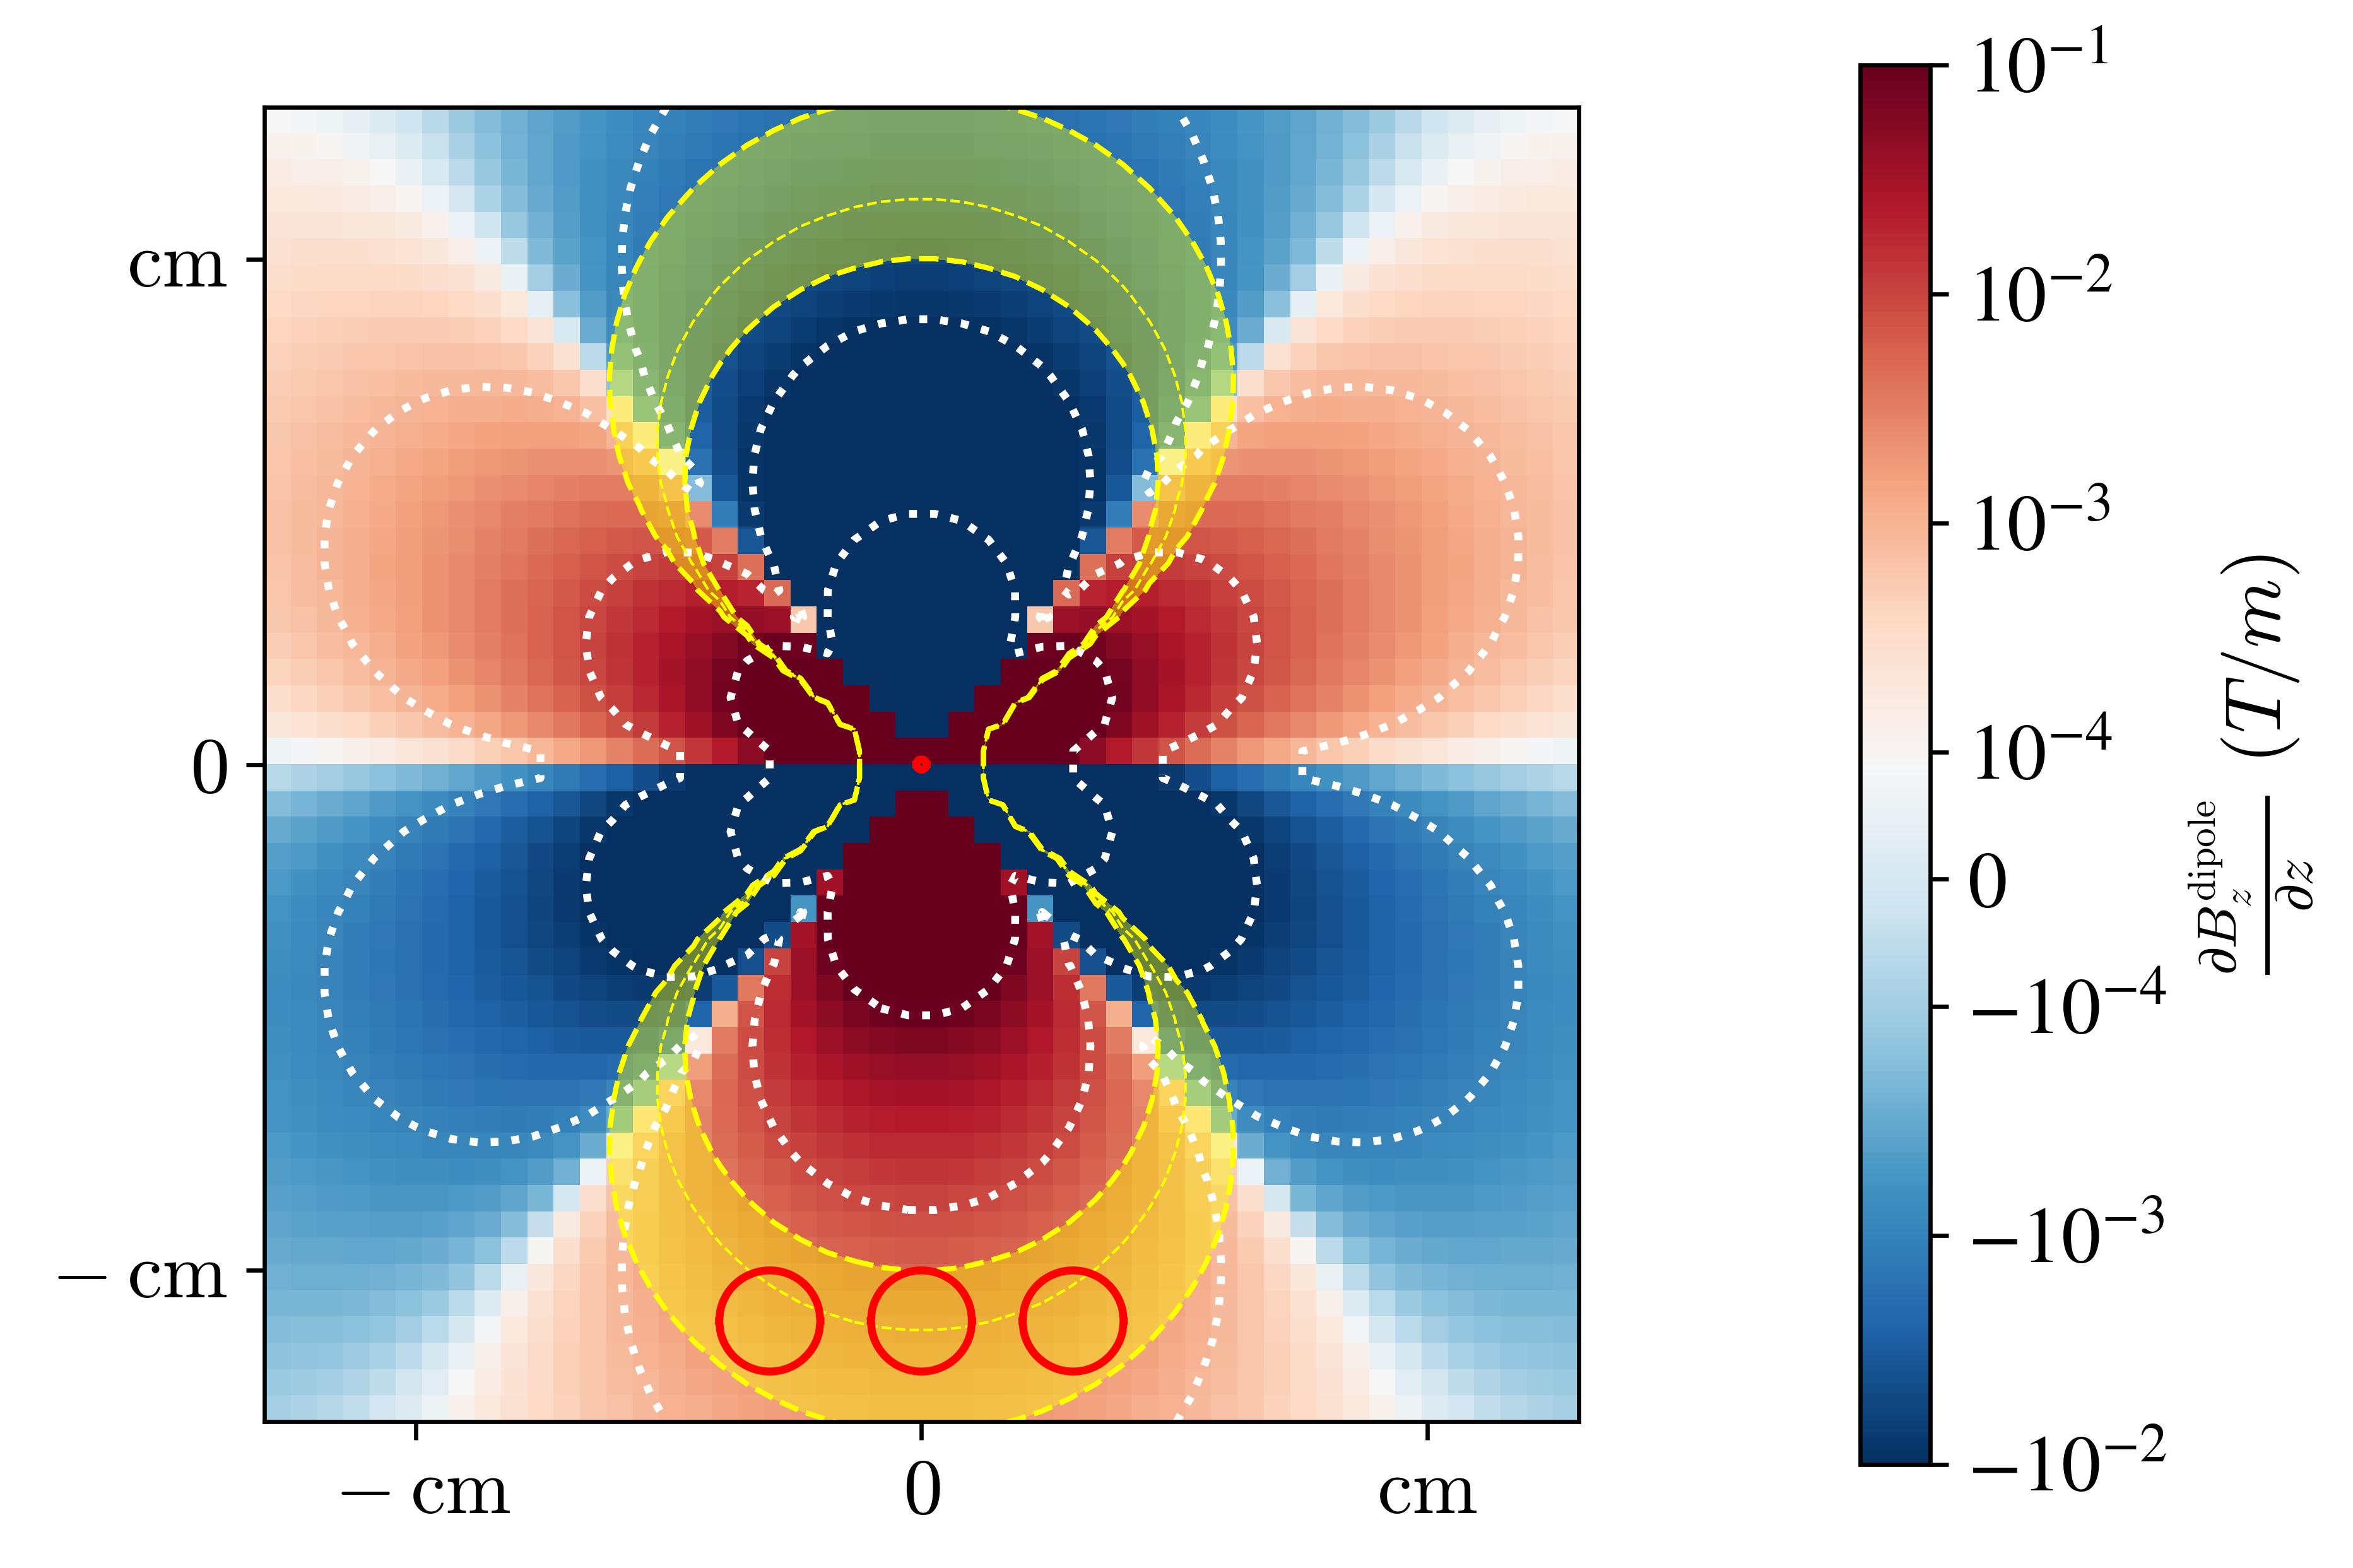 cm
0
− cm
− cm
0
cm
10⁻¹
10⁻²
10⁻³
10⁻⁴
0
−10⁻⁴
−10⁻³
−10⁻²
∂B_z^dipole/∂z (T/m)